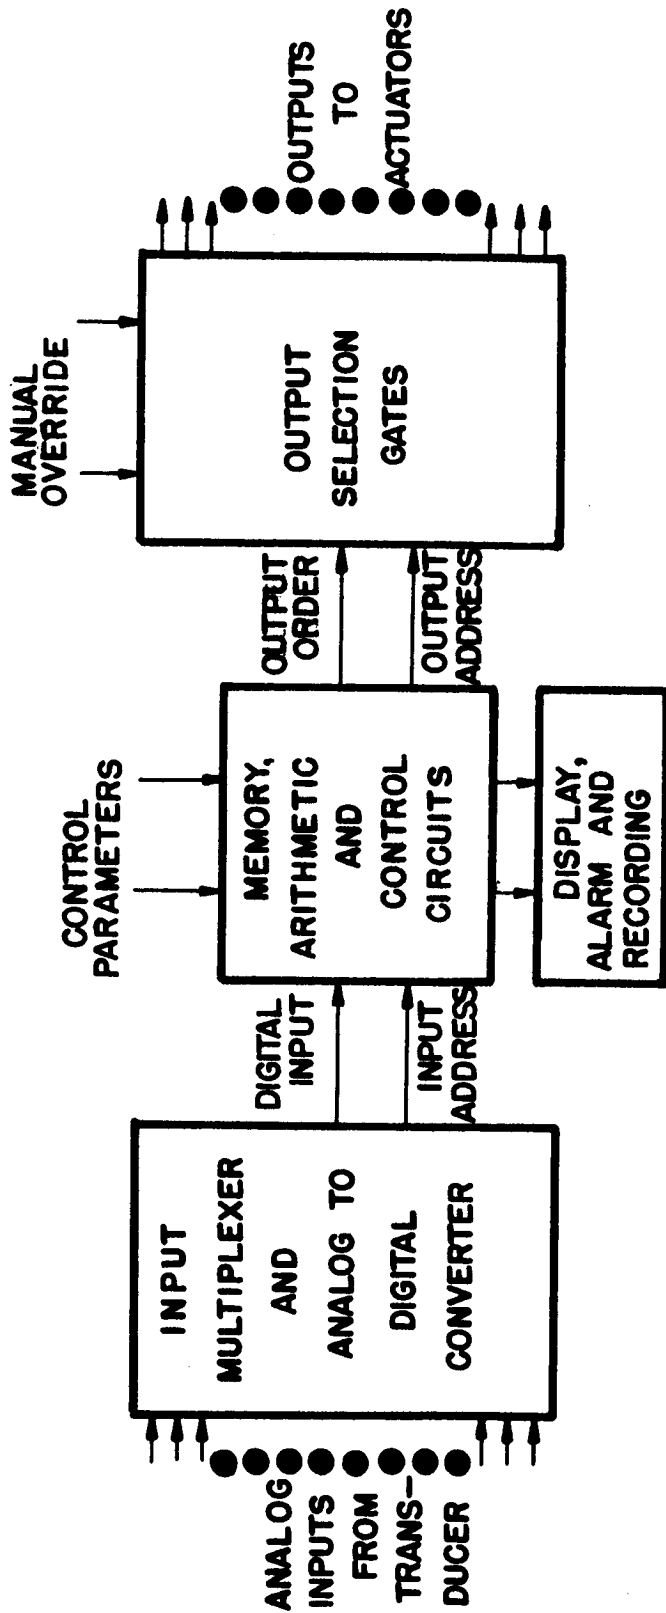 ANALOG
INPUTS
FROM
TRANS-
DUCER
INPUT
MULTIPLEXER
AND
ANALOG TO
DIGITAL
CONVERTER
DIGITAL
INPUT
INPUT
ADDRESS
CONTROL
PARAMETERS
MEMORY,
ARITHMETIC
AND
CONTROL
CIRCUITS
DISPLAY,
ALARM AND
RECORDING
OUTPUT
ORDER
OUTPUT
ADDRESS
MANUAL
OVERRIDE
OUTPUT
SELECTION
GATES
OUTPUTS
TO
ACTUATORS